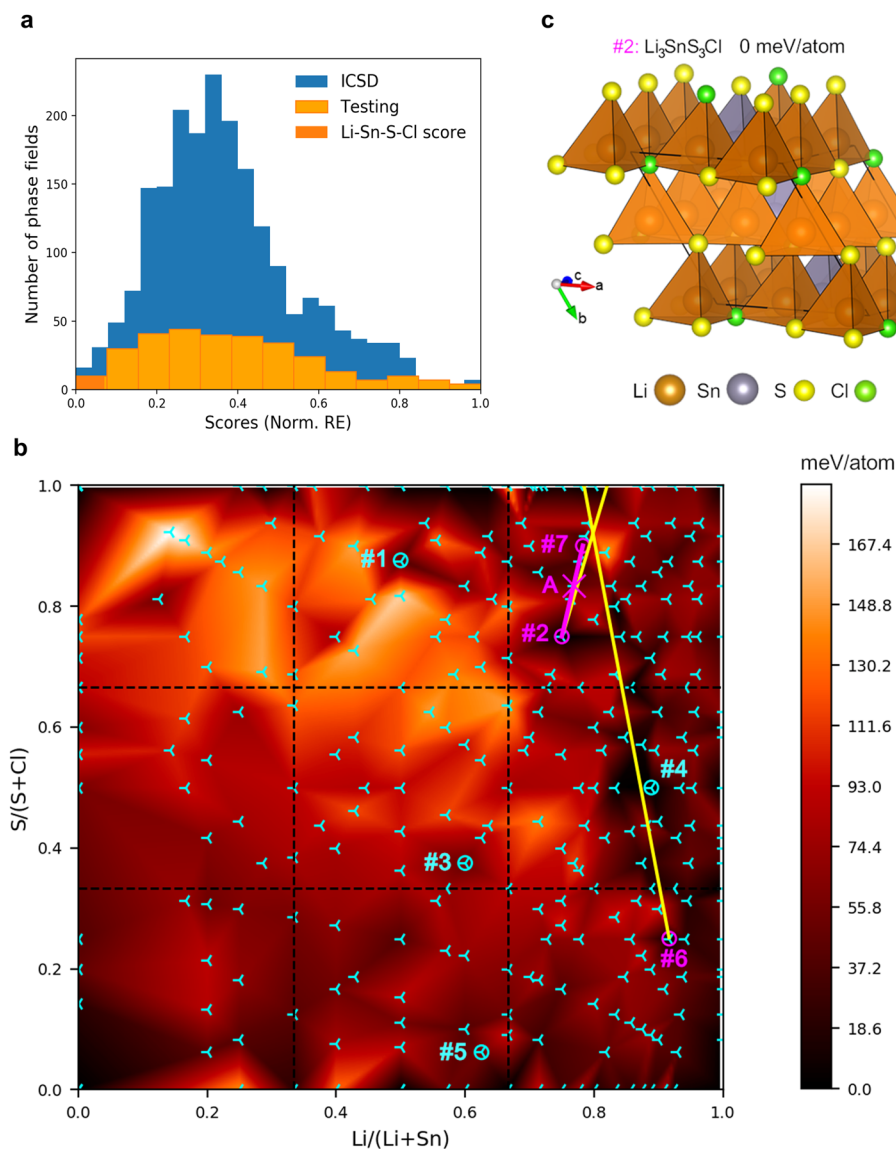 a
ICSD
Testing
Li-Sn-S-Cl score
Number of phase fields
200
150
100
50
0
0.0 0.2 0.4 0.6 0.8 1.0
Scores (Norm. RE)
c
#2: Li₃SnS₃Cl 0 meV/atom
c
a
b
Li Sn S Cl
b
S/(S+Cl)
1.0
0.8
0.6
0.4
0.2
0.0
#1
#7
A
#2
#4
#3
#6
#5
0.0 0.2 0.4 0.6 0.8 1.0
Li/(Li+Sn)
meV/atom
167.4
148.8
130.2
111.6
93.0
74.4
55.8
37.2
18.6
0.0